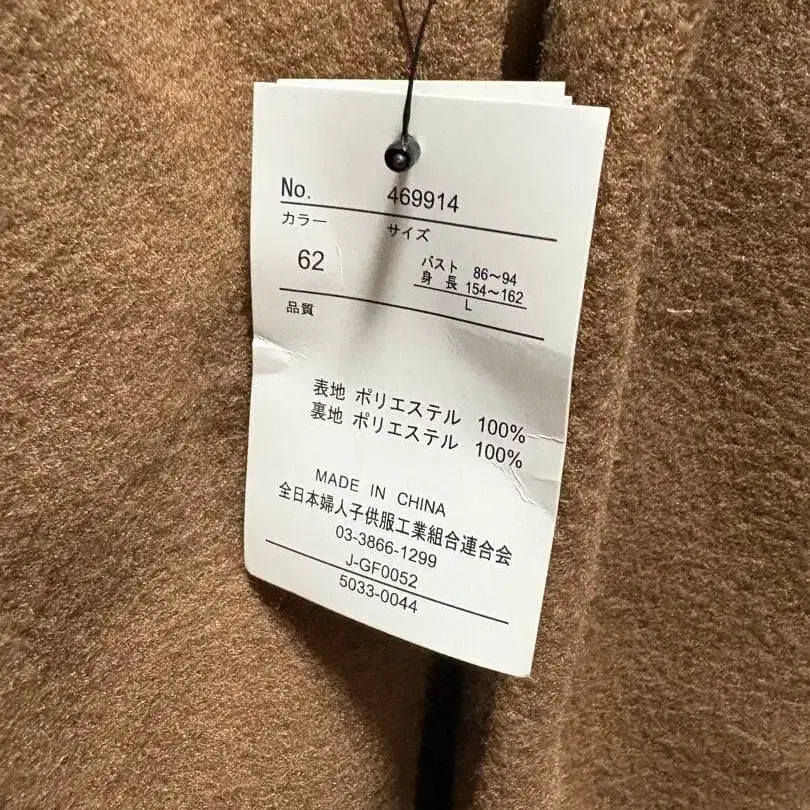 No. 469914
カラー サイズ
62
バスト 86～94
身 長 154～162
L
品質
表地 ポリエステル 100%
裏地 ポリエステル 100%
MADE IN CHINA
全日本婦人子供服工業組合連合会
03-3866-1299
J-GF0052
5033-0044